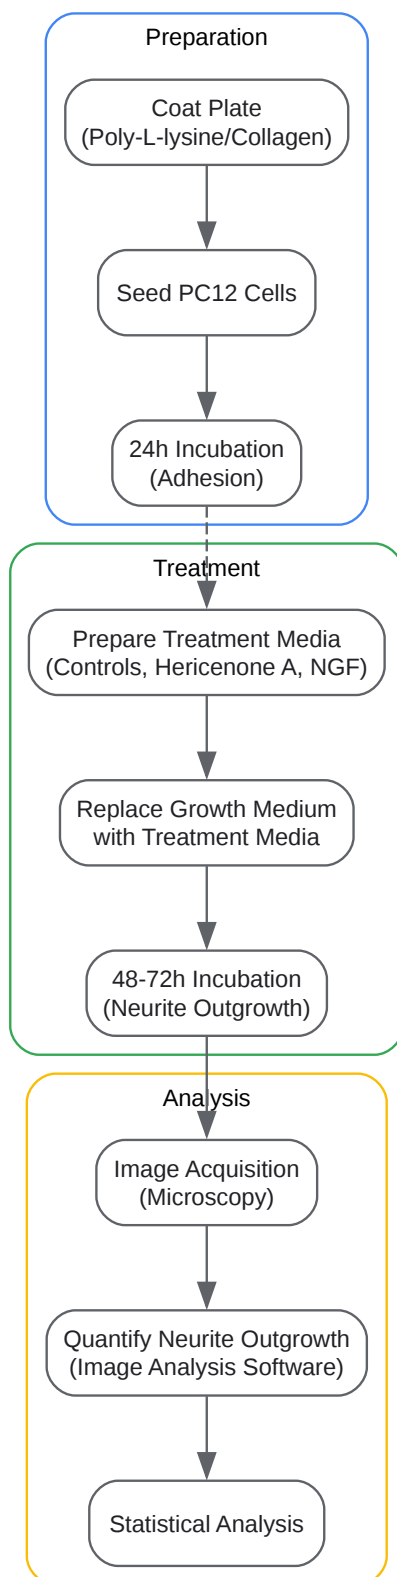 Preparation
Coat Plate
(Poly-L-lysine/Collagen)
Seed PC12 Cells
24h Incubation
(Adhesion)
Treatment
Prepare Treatment Media
(Controls, Hericenone A, NGF)
Replace Growth Medium
with Treatment Media
48-72h Incubation
(Neurite Outgrowth)
Analysis
Image Acquisition
(Microscopy)
Quantify Neurite Outgrowth
(Image Analysis Software)
Statistical Analysis